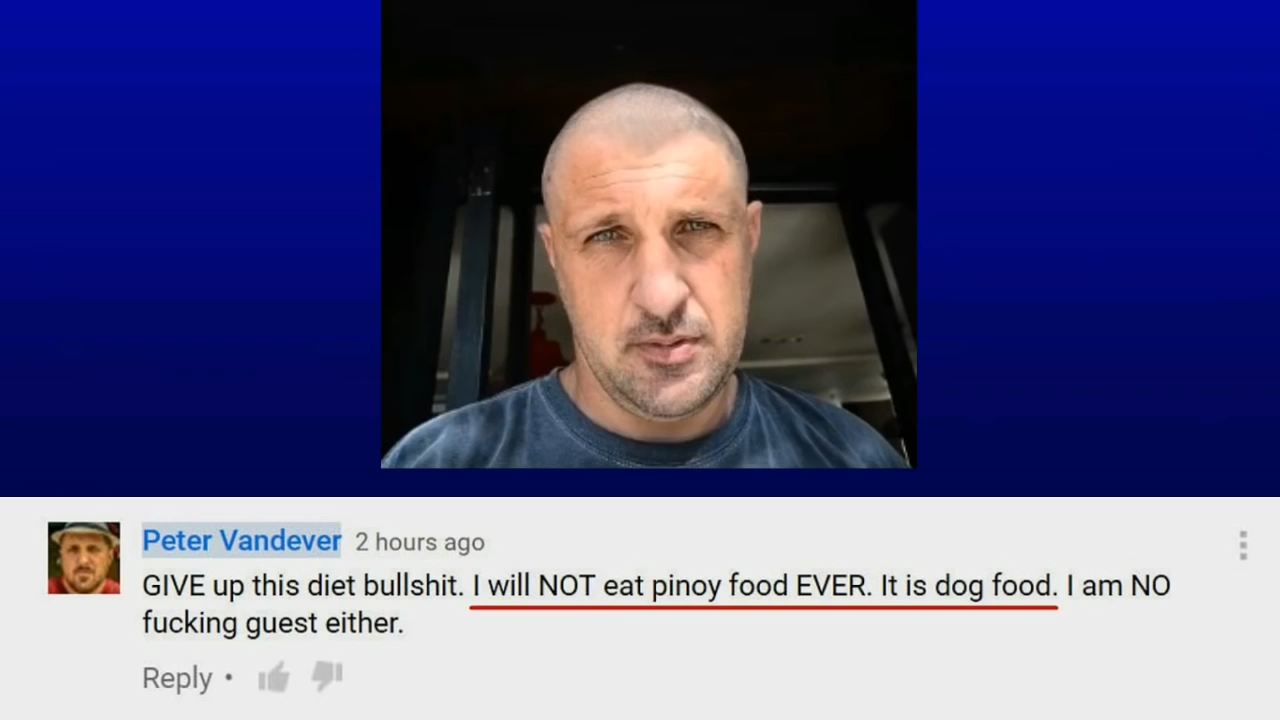 Peter Vandever 2 hours ago
GIVE up this diet bullshit. I will NOT eat pinoy food EVER. It is dog food. I am NO
fucking guest either.
Reply •